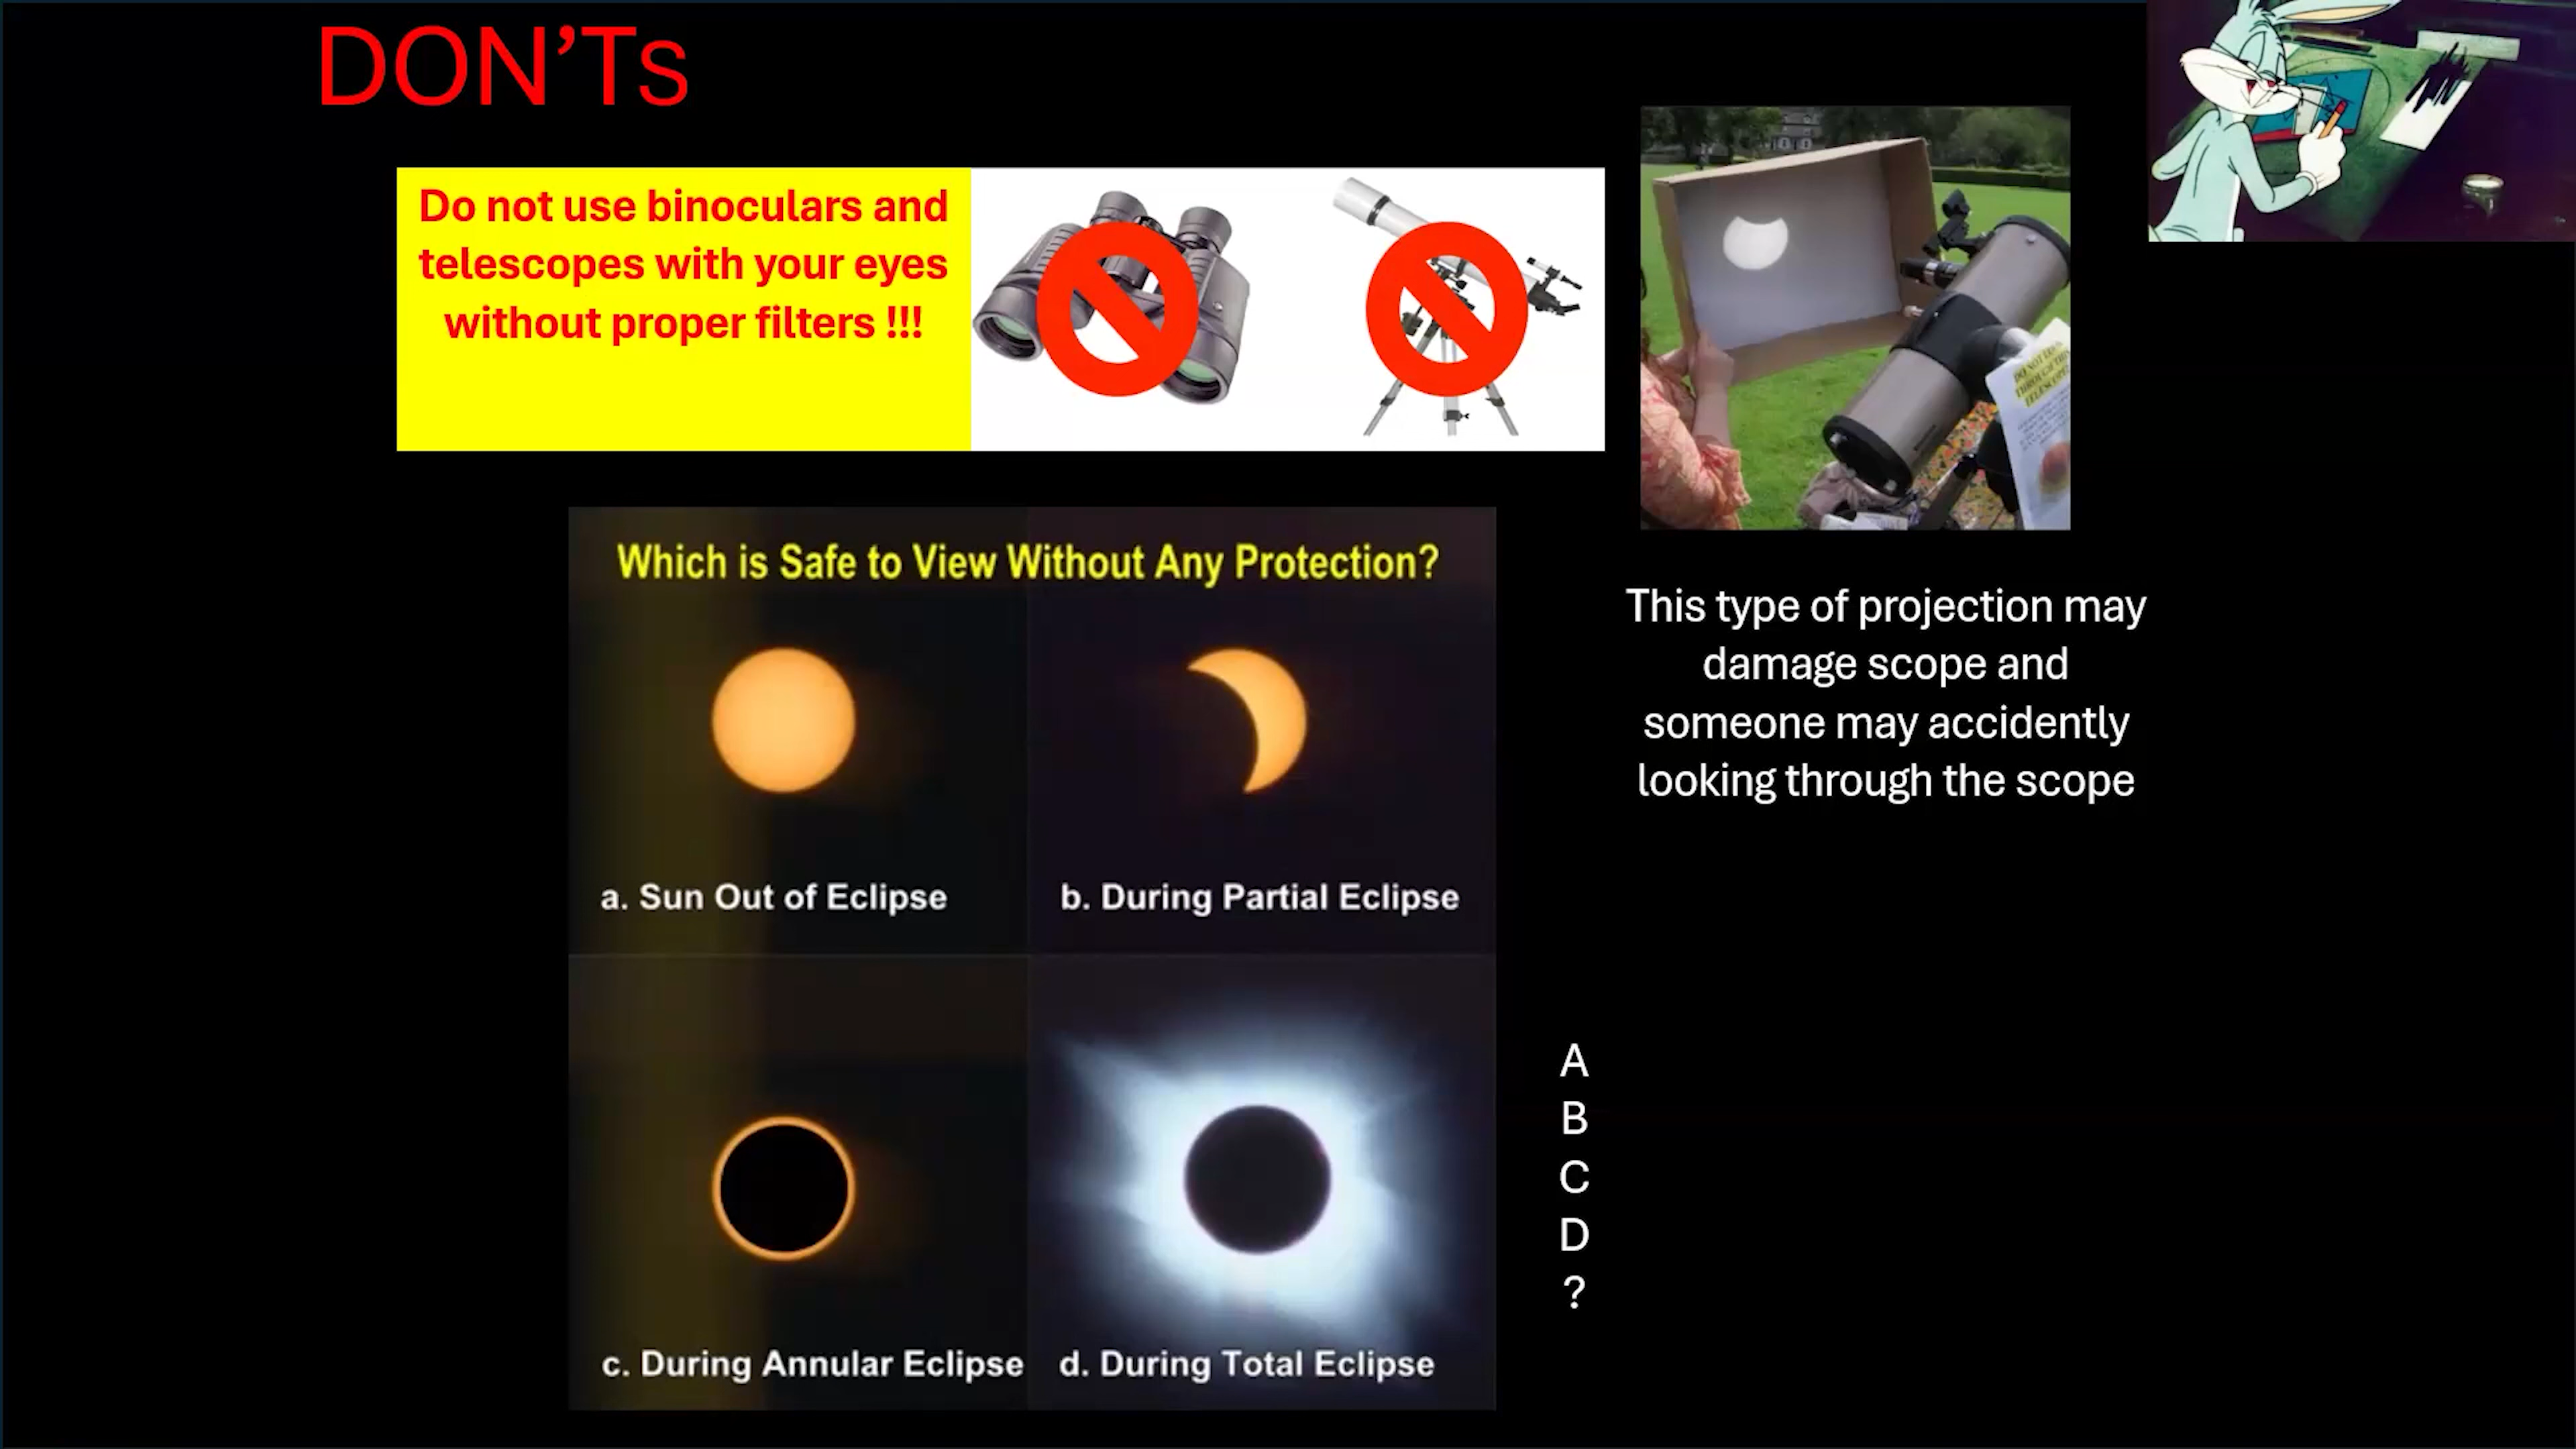 DON'Ts
Do not use binoculars and
telescopes with your eyes
without proper filters !!!
This type of projection may
damage scope and
someone may accidently
looking through the scope
Which is Safe to View Without Any Protection?
a. Sun Out of Eclipse
b. During Partial Eclipse
c. During Annular Eclipse
d. During Total Eclipse
A
B
C
D
?